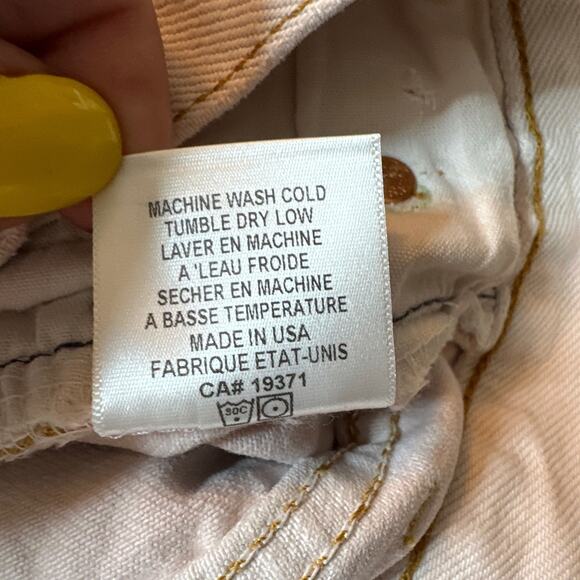 MACHINE WASH COLD
TUMBLE DRY LOW
LAVER EN MACHINE
A 'LEAU FROIDE
SECHER EN MACHINE
A BASSE TEMPERATURE
MADE IN USA
FABRIQUE ETAT-UNIS
CA# 19371
30C